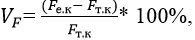 V_F = (F_е.к − F_т.к) / F_т.к * 100%,